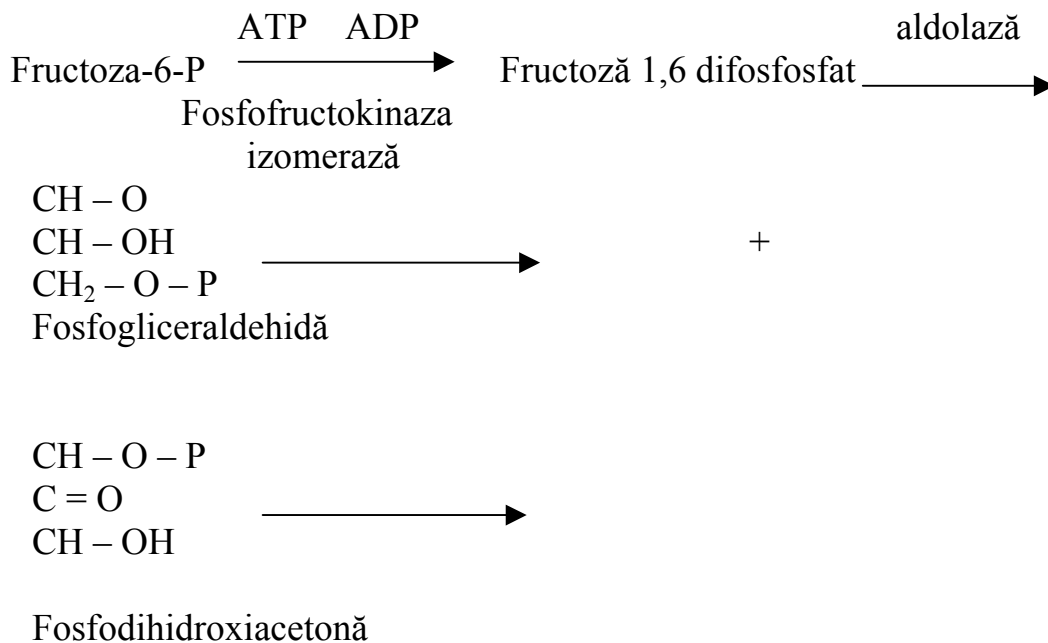 ATP ADP aldolază
Fructoza-6-P Fructoză 1,6 difosfosfat
Fosfofructokinaza
izomerază
CH – O
CH – OH +
CH₂ – O – P
Fosfogliceraldehidă
CH – O – P
C = O
CH – OH
Fosfodihidroxiacetonă